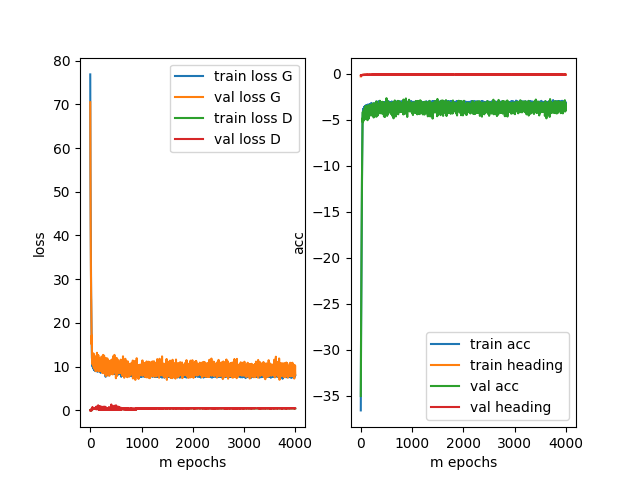 80
70
60
50
40
30
20
10
0
loss
0
1000
2000
3000
4000
m epochs
train loss G
val loss G
train loss D
val loss D
0
−5
−10
−15
−20
−25
−30
−35
acc
0
1000
2000
3000
4000
m epochs
train acc
train heading
val acc
val heading